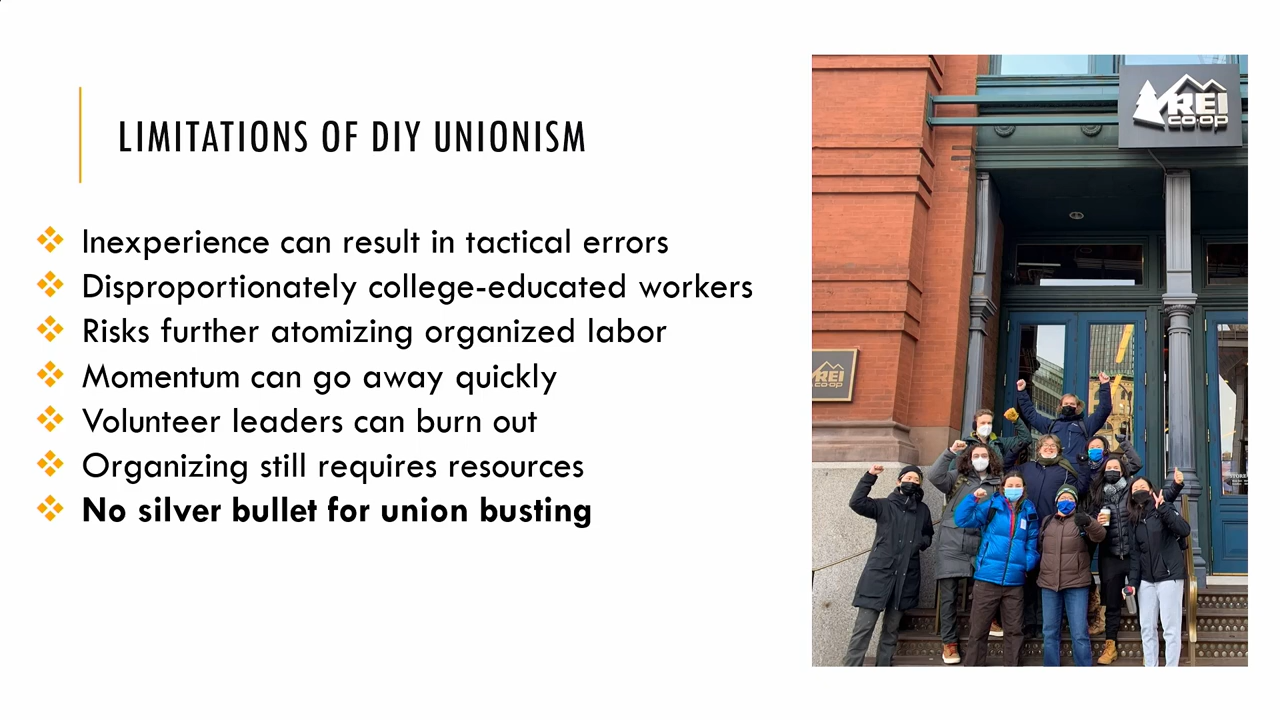 LIMITATIONS OF DIY UNIONISM
Inexperience can result in tactical errors
Disproportionately college-educated workers
Risks further atomizing organized labor
Momentum can go away quickly
Volunteer leaders can burn out
Organizing still requires resources
No silver bullet for union busting
REI
co·op
REI
co·op